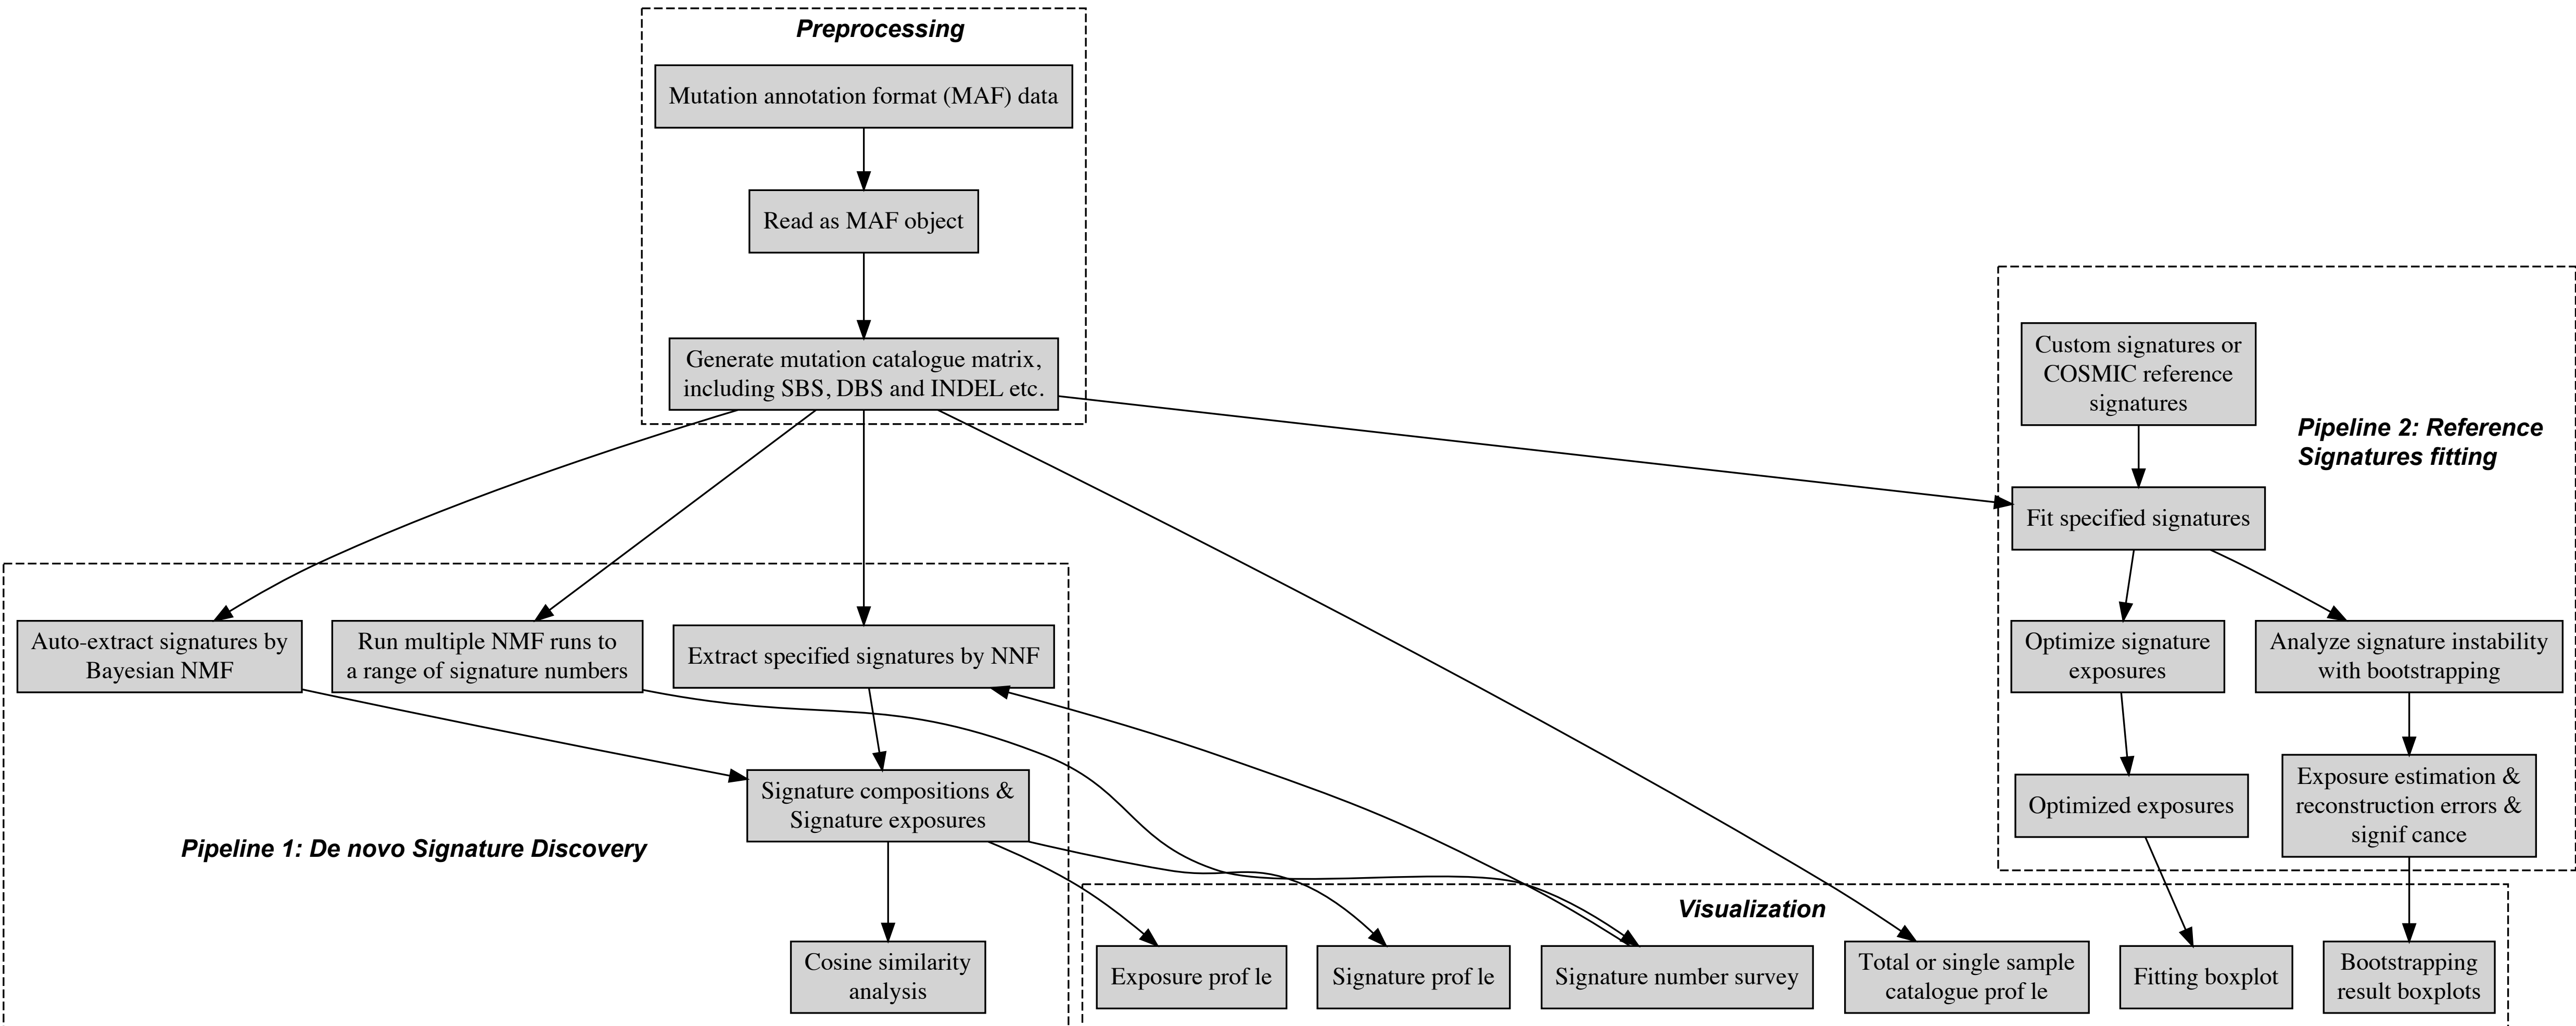 Preprocessing
Mutation annotation format (MAF) data
Read as MAF object
Generate mutation catalogue matrix,
including SBS, DBS and INDEL etc.
Custom signatures or
COSMIC reference
signatures
Pipeline 2: Reference
Signatures fitting
Fit specified signatures
Auto-extract signatures by
Bayesian NMF
Run multiple NMF runs to
a range of signature numbers
Extract specified signatures by NNF
Optimize signature
exposures
Analyze signature instability
with bootstrapping
Signature compositions &
Signature exposures
Optimized exposures
Exposure estimation &
reconstruction errors &
signif cance
Pipeline 1: De novo Signature Discovery
Visualization
Cosine similarity
analysis
Exposure prof le
Signature prof le
Signature number survey
Total or single sample
catalogue prof le
Fitting boxplot
Bootstrapping
result boxplots